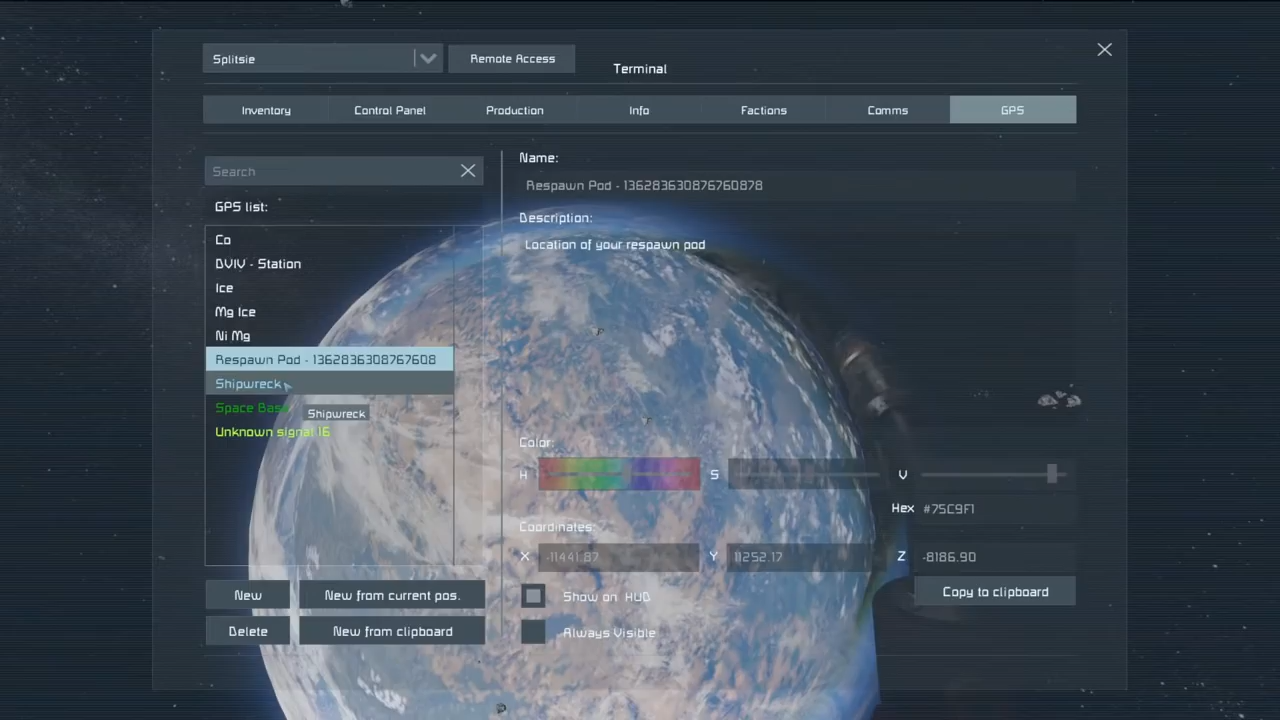 Splitsie
Remote Access
Terminal
Inventory
Control Panel
Production
Info
Factions
Comms
GPS
Search
GPS list:
Co
DVIV - Station
Ice
Mg Ice
Ni Mg
Respawn Pod - 1362836308767608
Shipwreck
Space Base
Shipwreck
Unknown signal 16
New
New from current pos.
Delete
New from clipboard
Name:
Respawn Pod - 136283630876760878
Description:
Location of your respawn pod
Color:
H
S
V
Hex #75C9F1
Coordinates:
X -11441.87
Y 11252.17
Z -8186.90
Show on HUD
Copy to clipboard
Always Visible